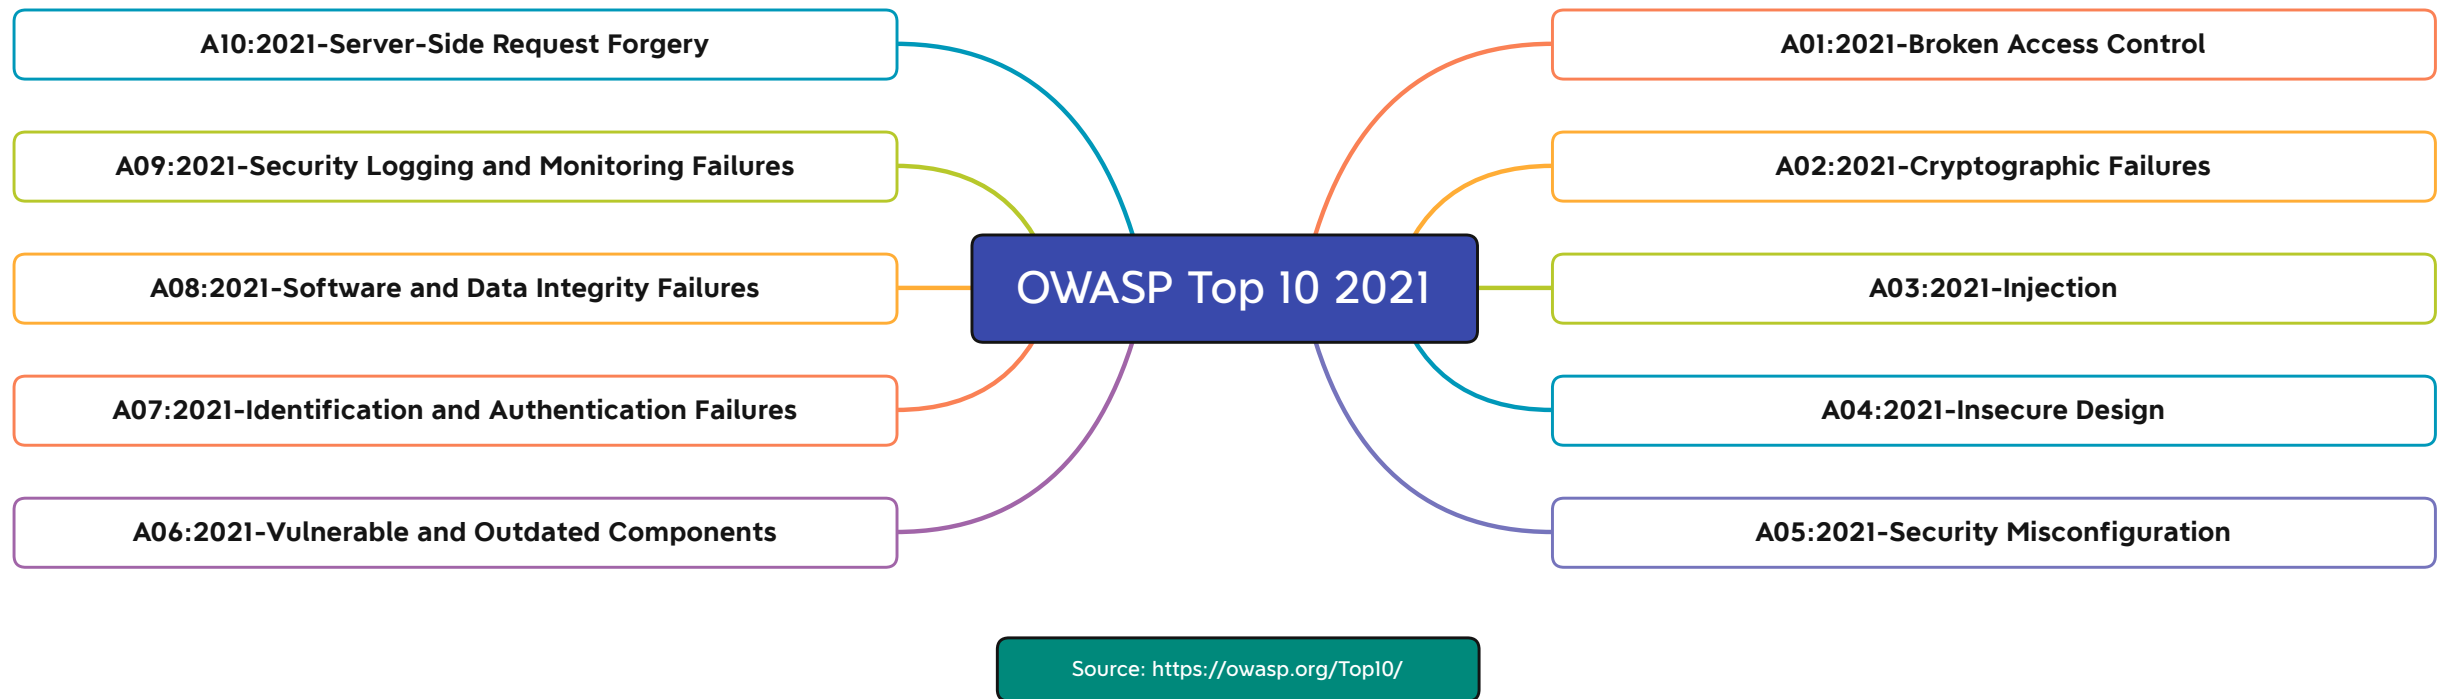 A10:2021-Server-Side Request Forgery
A09:2021-Security Logging and Monitoring Failures
A08:2021-Software and Data Integrity Failures
A07:2021-Identification and Authentication Failures
A06:2021-Vulnerable and Outdated Components
OWASP Top 10 2021
A01:2021-Broken Access Control
A02:2021-Cryptographic Failures
A03:2021-Injection
A04:2021-Insecure Design
A05:2021-Security Misconfiguration
Source: https://owasp.org/Top10/